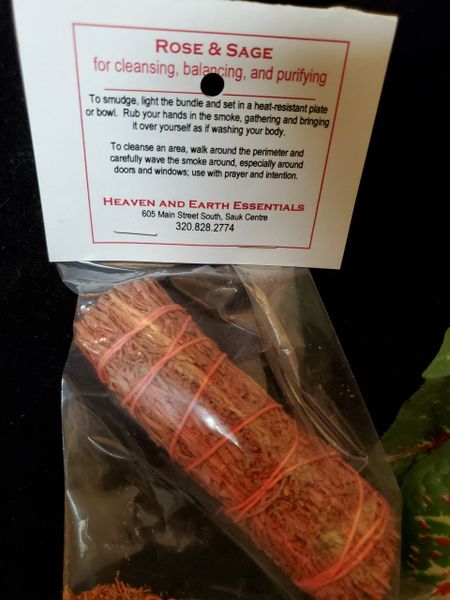 ROSE & SAGE
for cleansing, balancing, and purifying
To smudge, light the bundle and set in a heat-resistant plate
or bowl. Rub your hands in the smoke, gathering and bringing
it over yourself as if washing your body.
To cleanse an area, walk around the perimeter and
carefully wave the smoke around, especially around
doors and windows; use with prayer and intention.
HEAVEN AND EARTH ESSENTIALS
605 Main Street South, Sauk Centre
320.828.2774